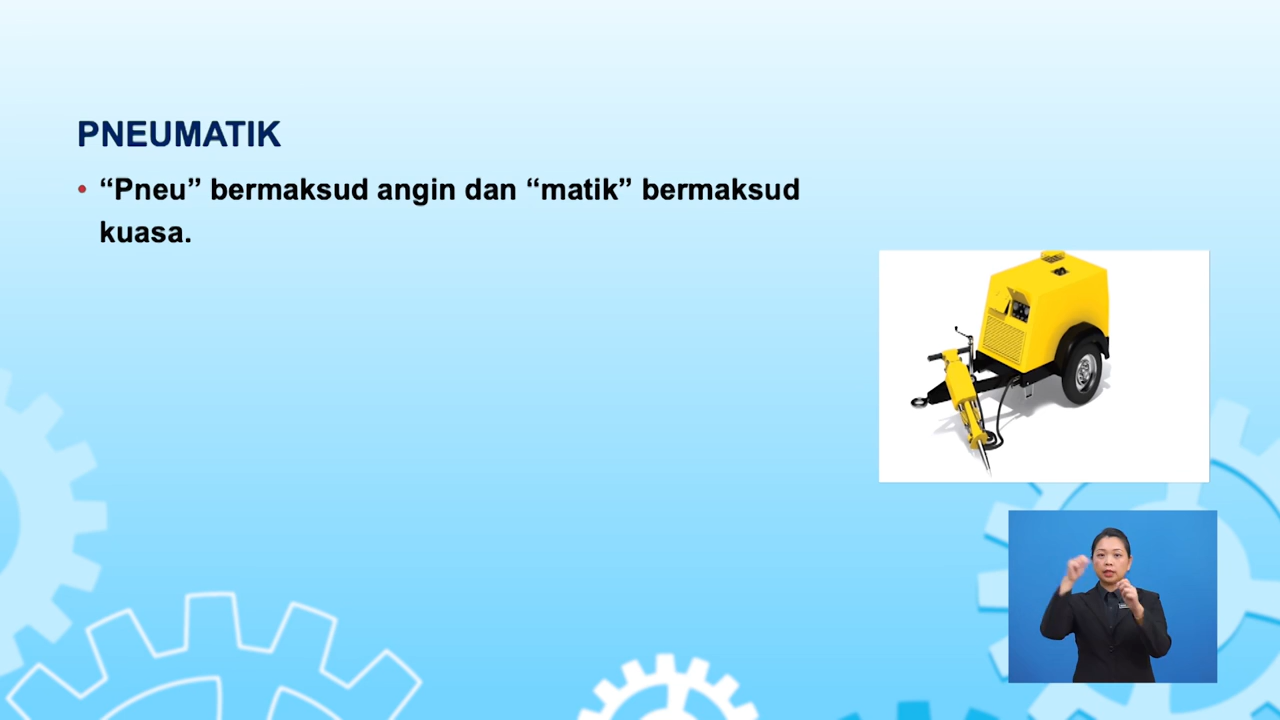 PNEUMATIK
• “Pneu” bermaksud angin dan “matik” bermaksud
kuasa.